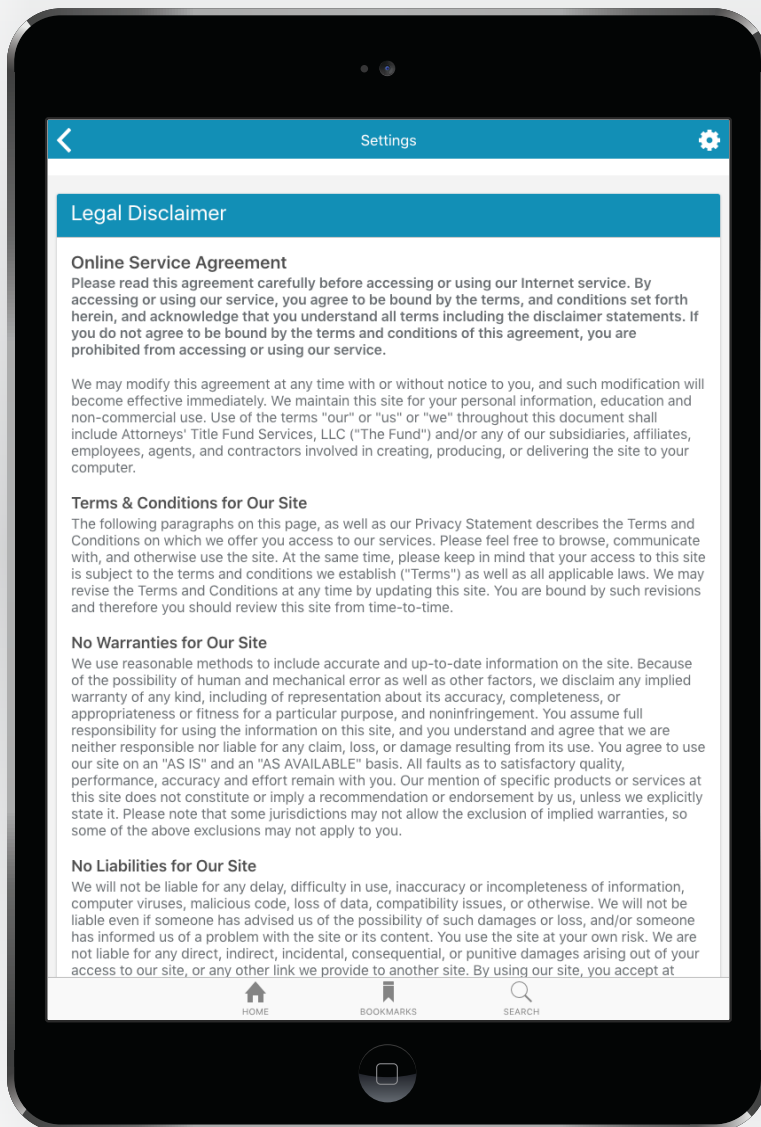 Settings
Legal Disclaimer
Online Service Agreement
Please read this agreement carefully before accessing or using our Internet service. By
accessing or using our service, you agree to be bound by the terms, and conditions set forth
herein, and acknowledge that you understand all terms including the disclaimer statements. If
you do not agree to be bound by the terms and conditions of this agreement, you are
prohibited from accessing or using our service.
We may modify this agreement at any time with or without notice to you, and such modification will
become effective immediately. We maintain this site for your personal information, education and
non-commercial use. Use of the terms "our" or "us" or "we" throughout this document shall
include Attorneys' Title Fund Services, LLC ("The Fund") and/or any of our subsidiaries, affiliates,
employees, agents, and contractors involved in creating, producing, or delivering the site to your
computer.
Terms & Conditions for Our Site
The following paragraphs on this page, as well as our Privacy Statement describes the Terms and
Conditions on which we offer you access to our services. Please feel free to browse, communicate
with, and otherwise use the site. At the same time, please keep in mind that your access to this site
is subject to the terms and conditions we establish ("Terms") as well as all applicable laws. We may
revise the Terms and Conditions at any time by updating this site. You are bound by such revisions
and therefore you should review this site from time-to-time.
No Warranties for Our Site
We use reasonable methods to include accurate and up-to-date information on the site. Because
of the possibility of human and mechanical error as well as other factors, we disclaim any implied
warranty of any kind, including of representation about its accuracy, completeness, or
appropriateness or fitness for a particular purpose, and noninfringement. You assume full
responsibility for using the information on this site, and you understand and agree that we are
neither responsible nor liable for any claim, loss, or damage resulting from its use. You agree to use
our site on an "AS IS" and an "AS AVAILABLE" basis. All faults as to satisfactory quality,
performance, accuracy and effort remain with you. Our mention of specific products or services at
this site does not constitute or imply a recommendation or endorsement by us, unless we explicitly
state it. Please note that some jurisdictions may not allow the exclusion of implied warranties, so
some of the above exclusions may not apply to you.
No Liabilities for Our Site
We will not be liable for any delay, difficulty in use, inaccuracy or incompleteness of information,
computer viruses, malicious code, loss of data, compatibility issues, or otherwise. We will not be
liable even if someone has advised us of the possibility of such damages or loss, and/or someone
has informed us of a problem with the site or its content. You use the site at your own risk. We are
not liable for any direct, indirect, incidental, consequential, or punitive damages arising out of your
access to our site, or any other link we provide to another site. By using our site, you accept at
HOME
BOOKMARKS
SEARCH